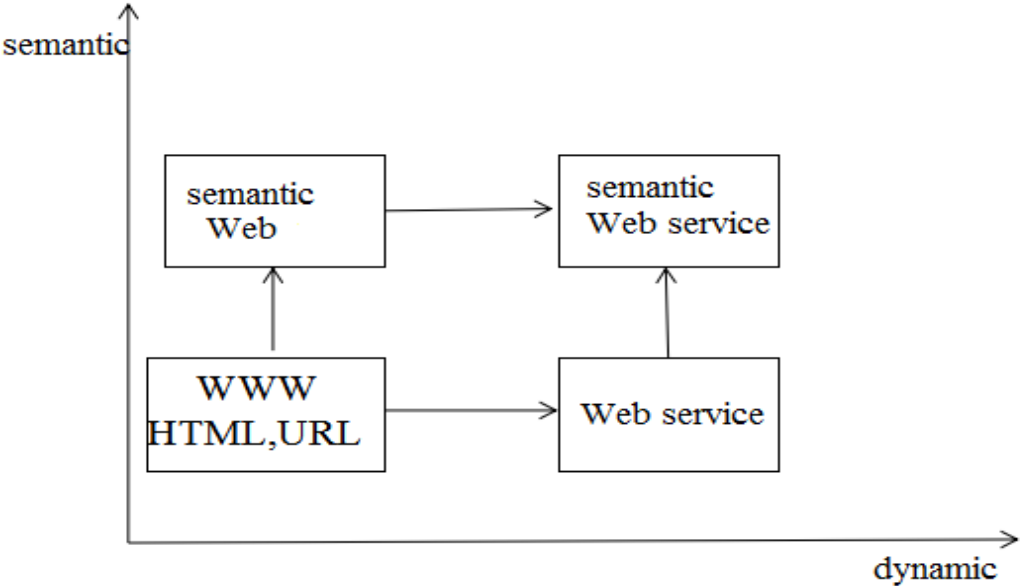 semantic
semantic
Web
semantic
Web service
WWW
HTML,URL
Web service
dynamic